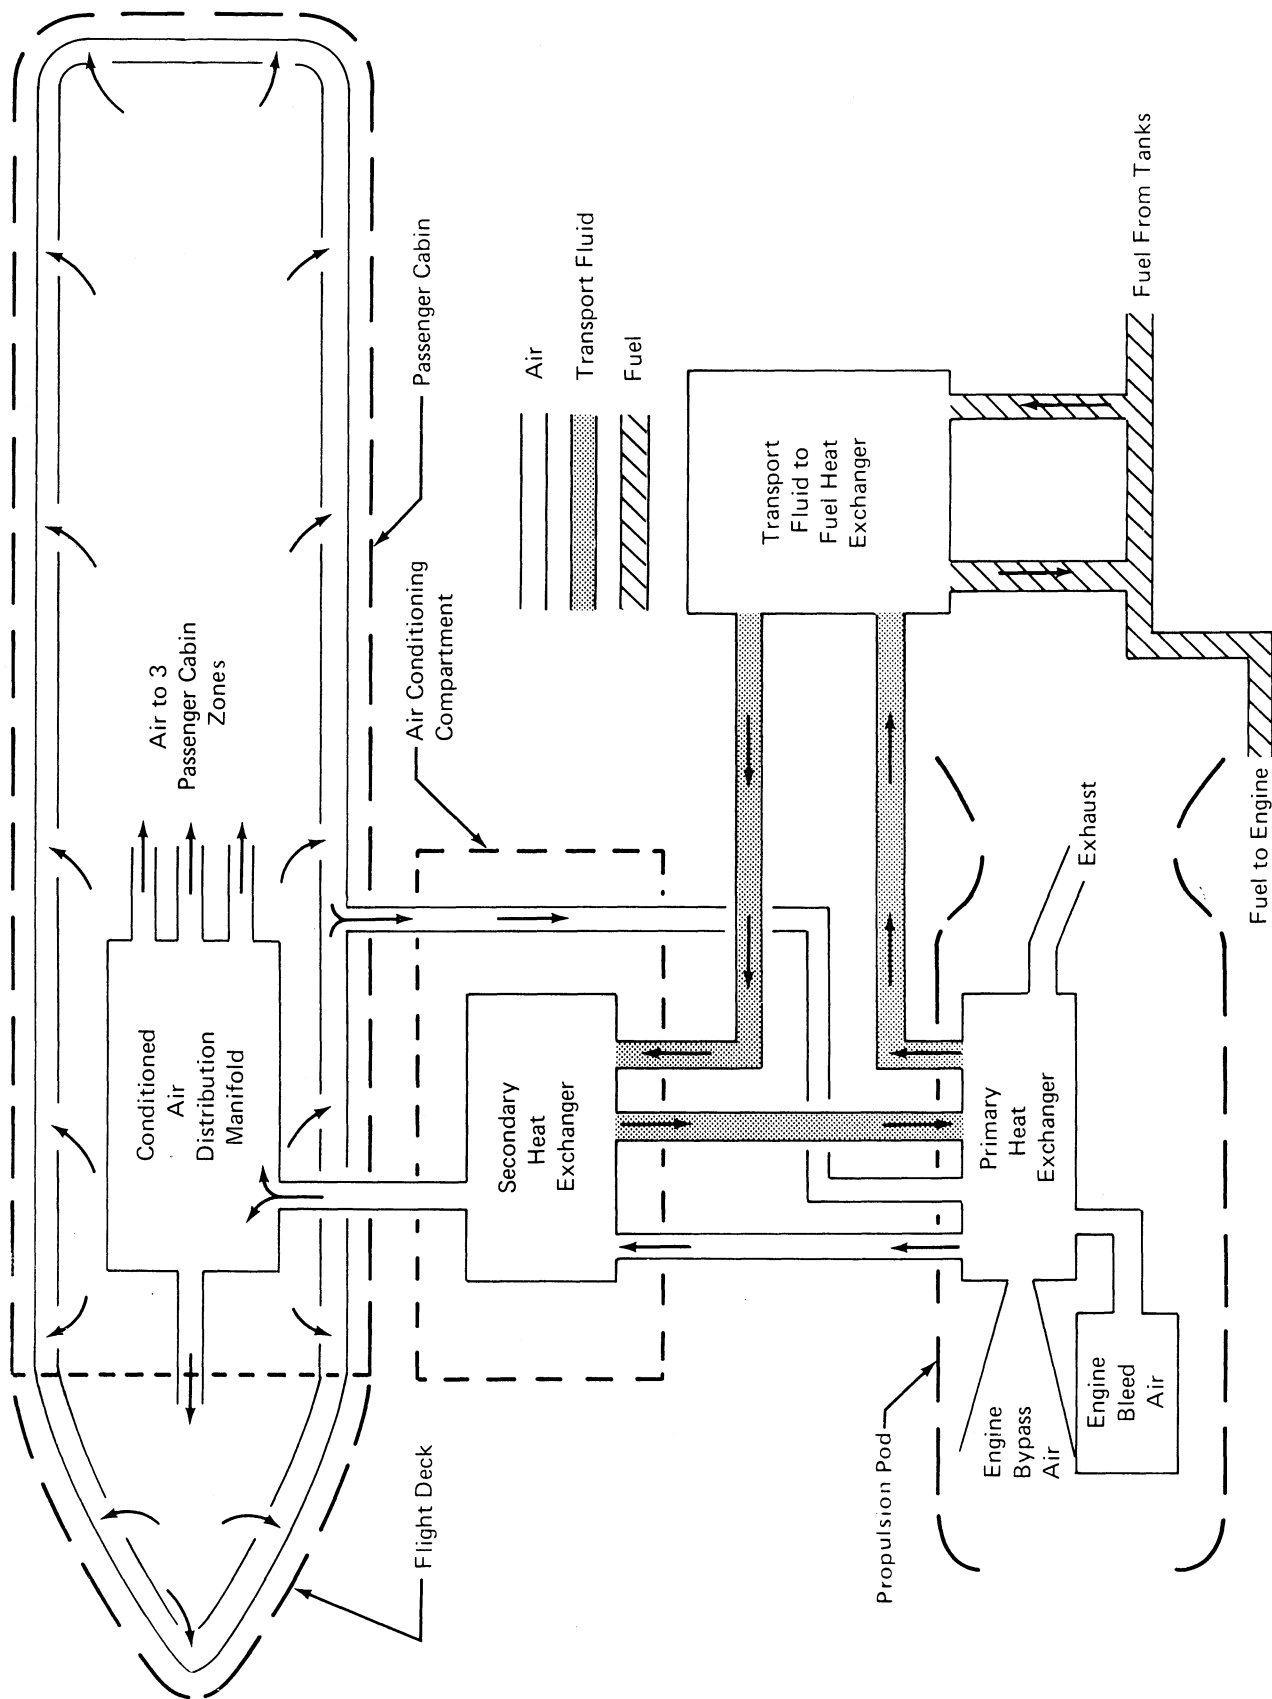 Air to 3
Passenger Cabin
Zones
Conditioned
Air
Distribution
Manifold
Flight Deck
Passenger Cabin
Air Conditioning
Compartment
Secondary
Heat
Exchanger
Air
Transport Fluid
Fuel
Transport
Fluid to
Fuel Heat
Exchanger
Propulsion Pod
Engine
Bypass
Air
Primary
Heat
Exchanger
Engine
Bleed
Air
Exhaust
Fuel From Tanks
Fuel to Engine